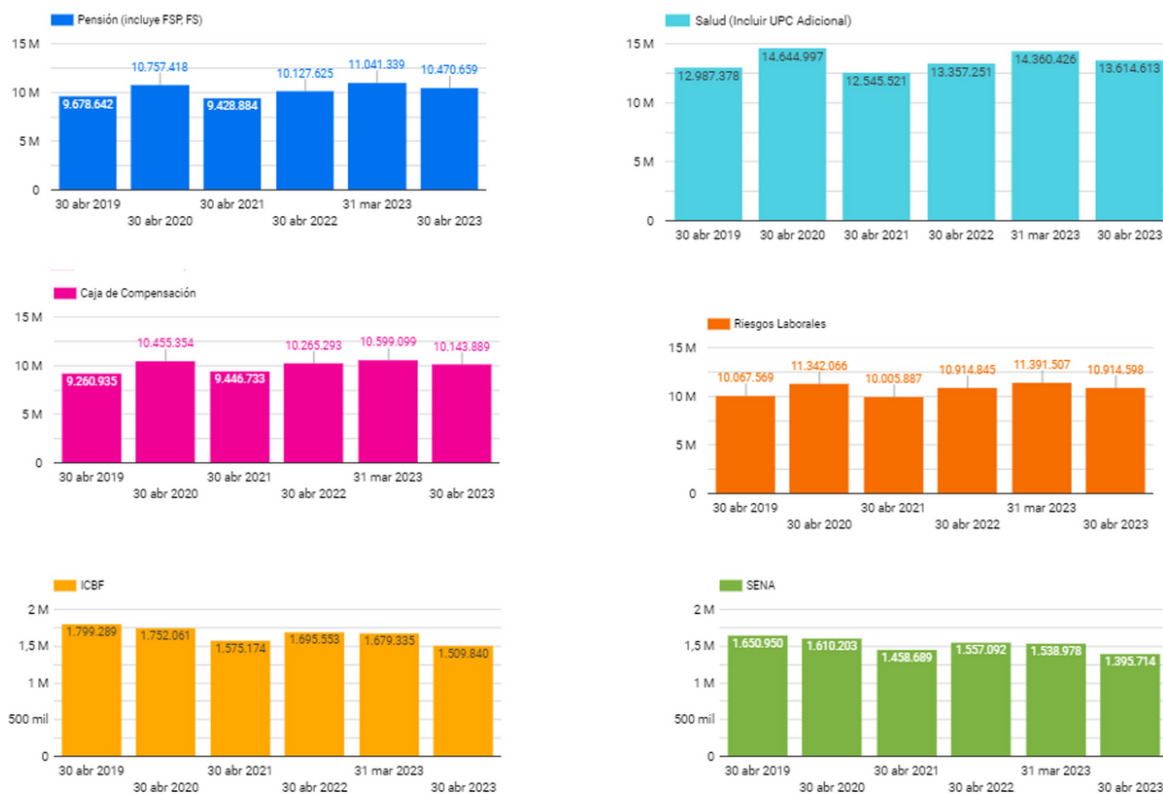 Pensión (incluye FSP, FS)
15 M
10 M
5 M
0
9.678.642
10.757.418
9.428.884
10.127.625
11.041.339
10.470.659
30 abr 2019
30 abr 2020
30 abr 2021
30 abr 2022
31 mar 2023
30 abr 2023
Salud (Incluir UPC Adicional)
15 M
10 M
5 M
0
12.987.378
14.644.997
12.545.521
13.357.251
14.360.426
13.614.613
30 abr 2019
30 abr 2020
30 abr 2021
30 abr 2022
31 mar 2023
30 abr 2023
Caja de Compensación
15 M
10 M
5 M
0
9.260.935
10.455.354
9.446.733
10.265.293
10.599.099
10.143.889
30 abr 2019
30 abr 2020
30 abr 2021
30 abr 2022
31 mar 2023
30 abr 2023
Riesgos Laborales
15 M
10 M
5 M
0
10.067.569
11.342.066
10.005.887
10.914.845
11.391.507
10.914.598
30 abr 2019
30 abr 2020
30 abr 2021
30 abr 2022
31 mar 2023
30 abr 2023
ICBF
2 M
1,5 M
1 M
500 mil
0
1.799.289
1.752.061
1.575.174
1.695.553
1.679.335
1.509.840
30 abr 2019
30 abr 2020
30 abr 2021
30 abr 2022
31 mar 2023
30 abr 2023
SENA
2 M
1,5 M
1 M
500 mil
0
1.650.950
1.610.203
1.458.689
1.557.092
1.538.978
1.395.714
30 abr 2019
30 abr 2020
30 abr 2021
30 abr 2022
31 mar 2023
30 abr 2023